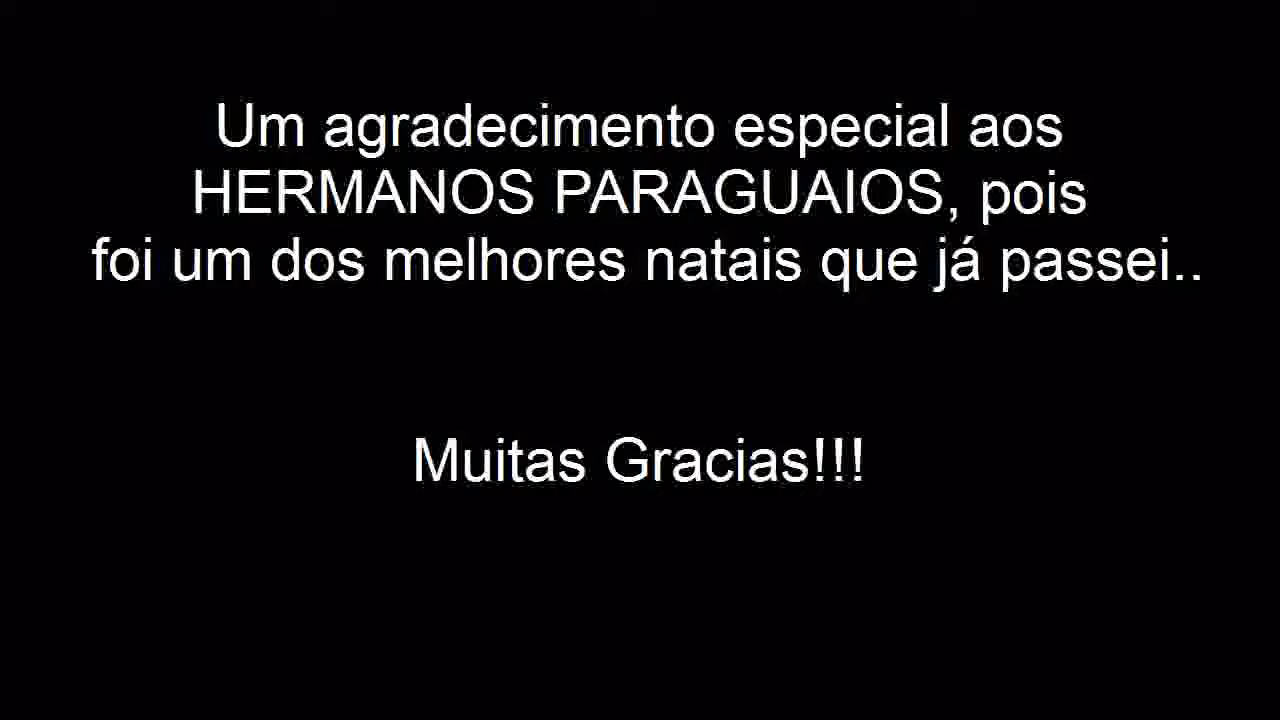 Um agradecimento especial aos
HERMANOS PARAGUAIOS, pois
foi um dos melhores natais que já passei..
Muitas Gracias!!!